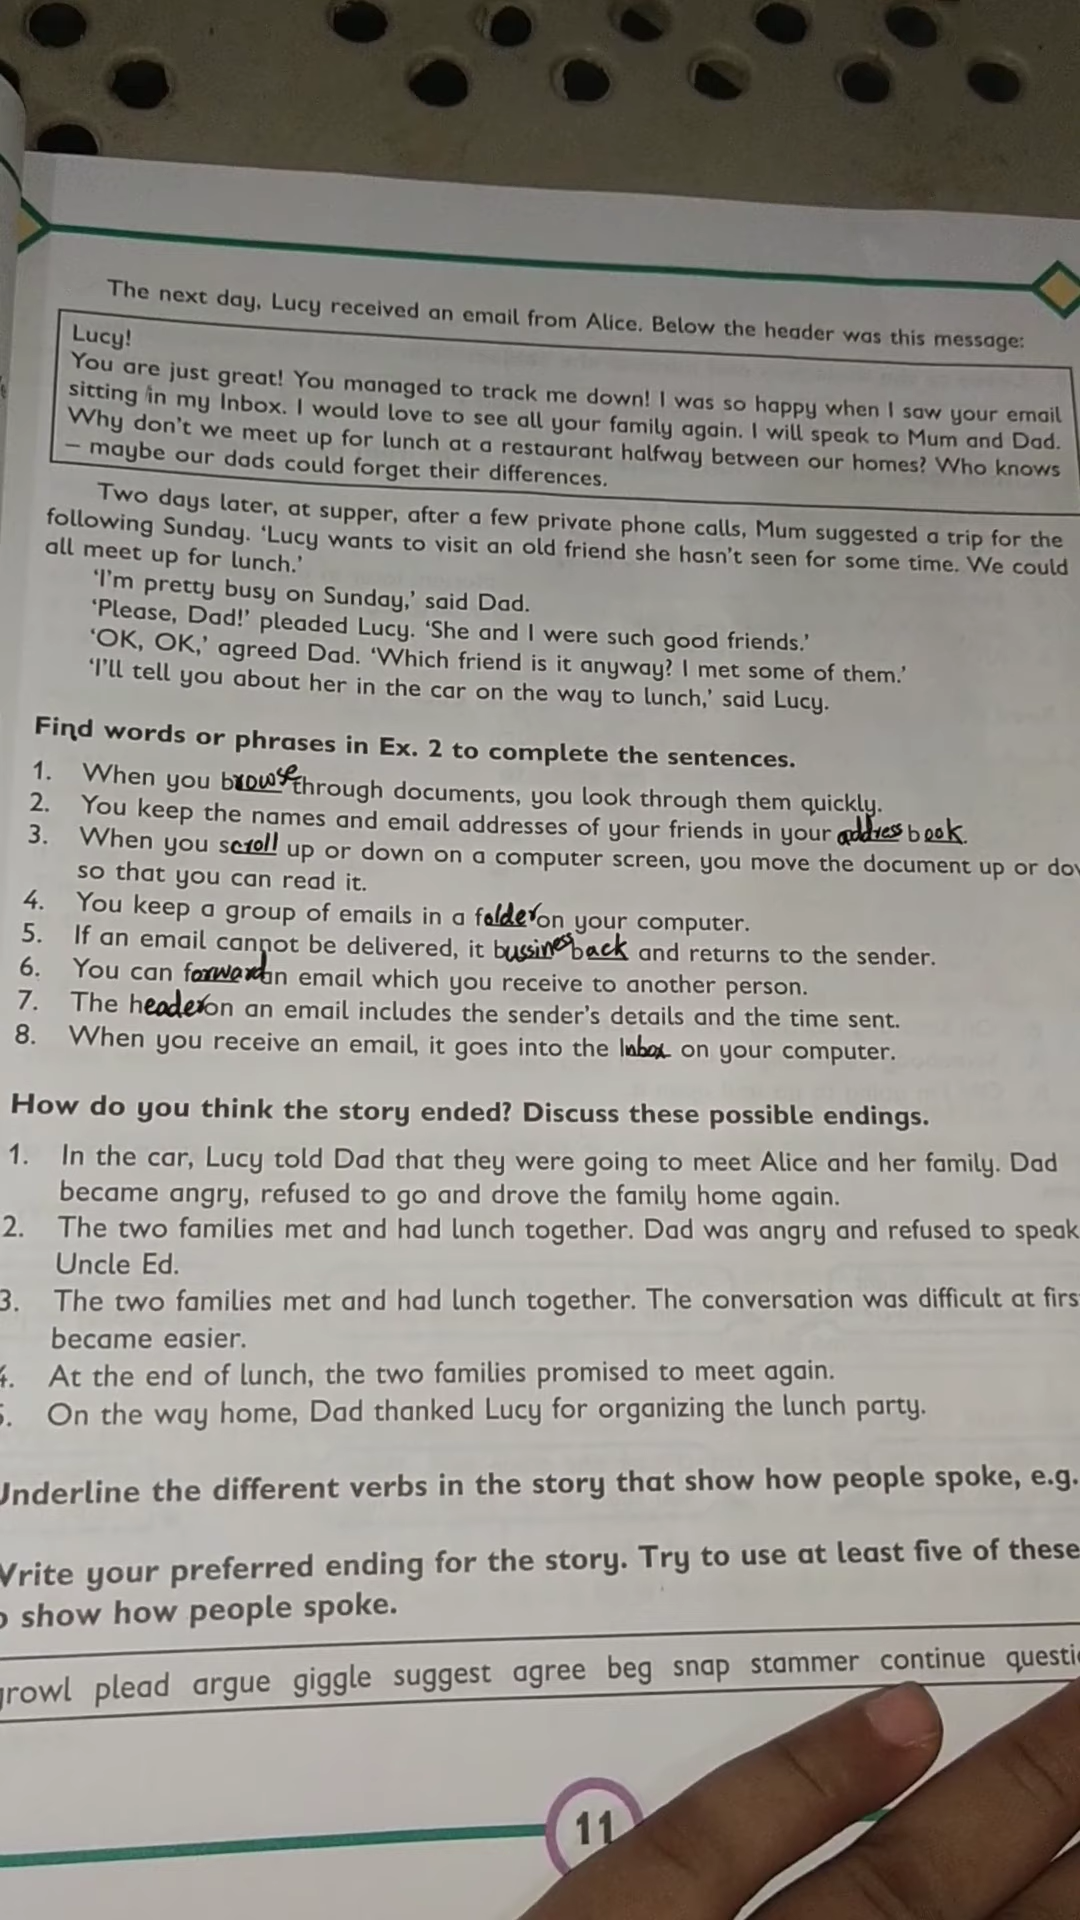 The next day, Lucy received an email from Alice. Below the header was this message:
Lucy!
You are just great! You managed to track me down! I was so happy when I saw your email
sitting in my Inbox. I would love to see all your family again. I will speak to Mum and Dad.
Why don't we meet up for lunch at a restaurant halfway between our homes? Who knows
– maybe our dads could forget their differences.
Two days later, at supper, after a few private phone calls, Mum suggested a trip for the
following Sunday. 'Lucy wants to visit an old friend she hasn't seen for some time. We could
all meet up for lunch.'
'I'm pretty busy on Sunday,' said Dad.
'Please, Dad!' pleaded Lucy. 'She and I were such good friends.'
'OK, OK,' agreed Dad. 'Which friend is it anyway? I met some of them.'
'I'll tell you about her in the car on the way to lunch,' said Lucy.
Find words or phrases in Ex. 2 to complete the sentences.
1. When you browse through documents, you look through them quickly.
2. You keep the names and email addresses of your friends in your address book.
3. When you scroll up or down on a computer screen, you move the document up or dow
so that you can read it.
4. You keep a group of emails in a folder on your computer.
5. If an email cannot be delivered, it bussiness back and returns to the sender.
6. You can forward an email which you receive to another person.
7. The header on an email includes the sender's details and the time sent.
8. When you receive an email, it goes into the Inbox on your computer.
How do you think the story ended? Discuss these possible endings.
1. In the car, Lucy told Dad that they were going to meet Alice and her family. Dad
became angry, refused to go and drove the family home again.
2. The two families met and had lunch together. Dad was angry and refused to speak
Uncle Ed.
3. The two families met and had lunch together. The conversation was difficult at firs
became easier.
4. At the end of lunch, the two families promised to meet again.
5. On the way home, Dad thanked Lucy for organizing the lunch party.
Underline the different verbs in the story that show how people spoke, e.g.
Write your preferred ending for the story. Try to use at least five of these
o show how people spoke.
growl plead argue giggle suggest agree beg snap stammer continue questi
11